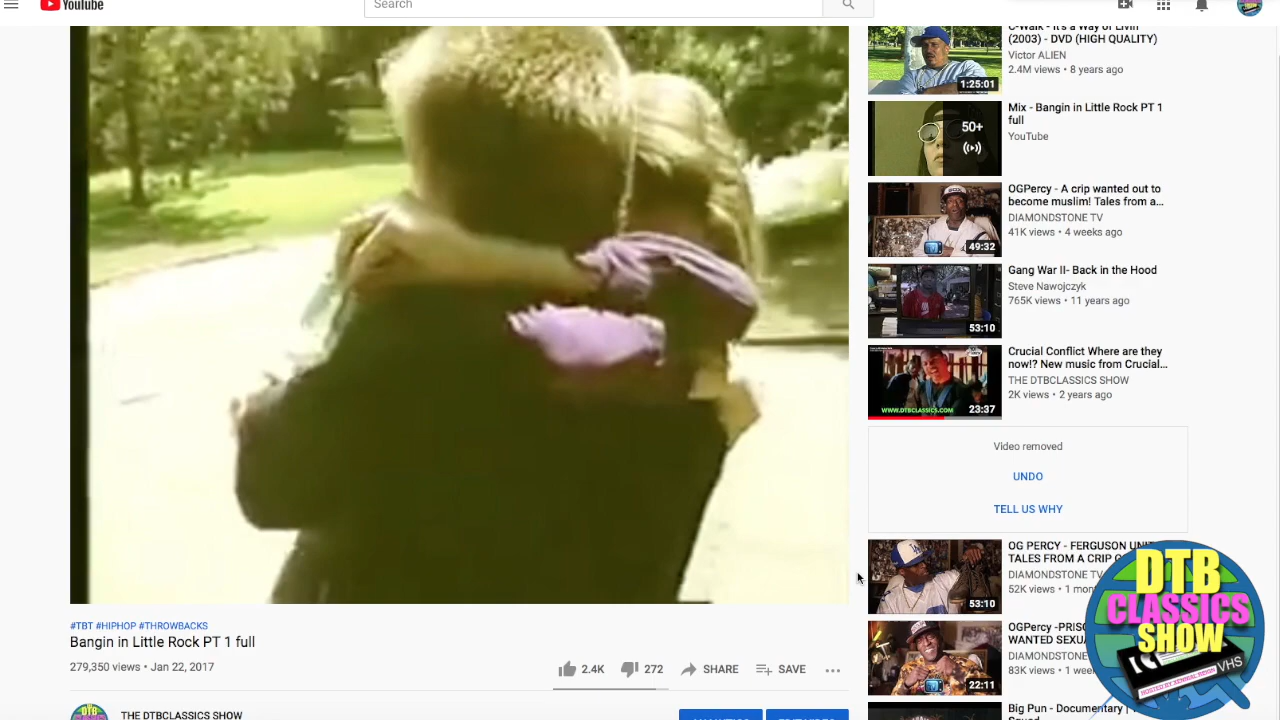 YouTube
Search
C-Walk - It's a Way of Livin'
(2003) - DVD (HIGH QUALITY)
Victor ALIEN
2.4M views • 8 years ago
1:25:01
Mix - Bangin in Little Rock PT 1
full
YouTube
50+
OGPercy - A crip wanted out to
become muslim! Tales from a...
DIAMONDSTONE TV
41K views • 4 weeks ago
49:32
Gang War II- Back in the Hood
Steve Nawojczyk
765K views • 11 years ago
53:10
Crucial Conflict Where are they
now!? New music from Crucial...
THE DTBCLASSICS SHOW
2K views • 2 years ago
WWW.DTBCLASSICS.COM
23:37
Video removed
UNDO
TELL US WHY
OG PERCY - FERGUSON
TALES FROM A CRIP
DIAMONDSTONE TV
52K views • 1
53:10
OGPercy
WANTED
DIAMONDSTONE
83K views • 1
22:11
Big Pun - Documentary
DTB
CLASSICS
SHOW
VHS
HOSTED BY
#TBT #HIPHOP #THROWBACKS
Bangin in Little Rock PT 1 full
279,350 views • Jan 22, 2017
2.4K
272
SHARE
SAVE
THE DTBCLASSICS SHOW